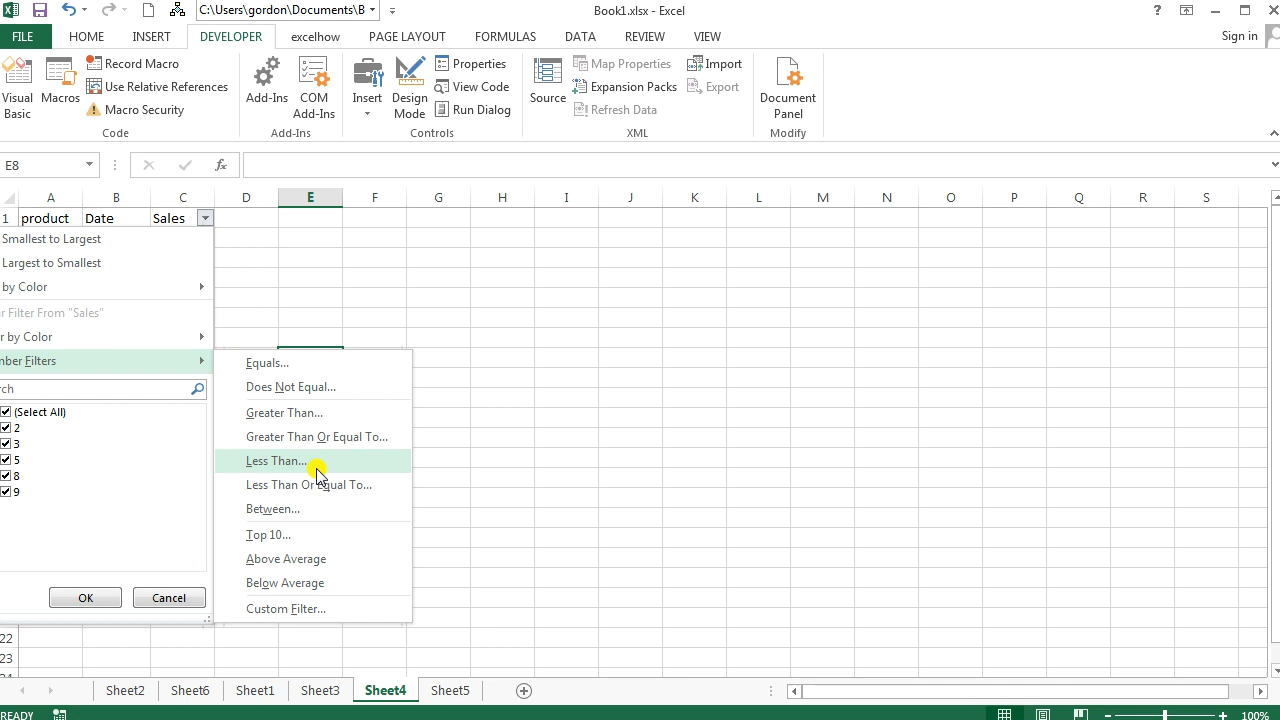 C:\Users\gordon\Documents\B
Book1.xlsx - Excel
?
FILE HOME INSERT DEVELOPER excelhow PAGE LAYOUT FORMULAS DATA REVIEW VIEW Sign in
Visual Basic
Macros
Record Macro
Use Relative References
Macro Security
Code
Add-Ins
COM Add-Ins
Add-Ins
Insert
Design Mode
Properties
View Code
Run Dialog
Controls
Source
Map Properties
Expansion Packs
Refresh Data
Import
Export
XML
Document Panel
Modify
E8
fx
A B C D E F G H I J K L M N O P Q R S
1 product Date Sales
Smallest to Largest
Largest to Smallest
by Color
r Filter From "Sales"
r by Color
nber Filters
rch
(Select All)
2
3
5
8
9
OK Cancel
Equals...
Does Not Equal...
Greater Than...
Greater Than Or Equal To...
Less Than...
Less Than Or Equal To...
Between...
Top 10...
Above Average
Below Average
Custom Filter...
22
23
Sheet2 Sheet6 Sheet1 Sheet3 Sheet4 Sheet5
READY
100%